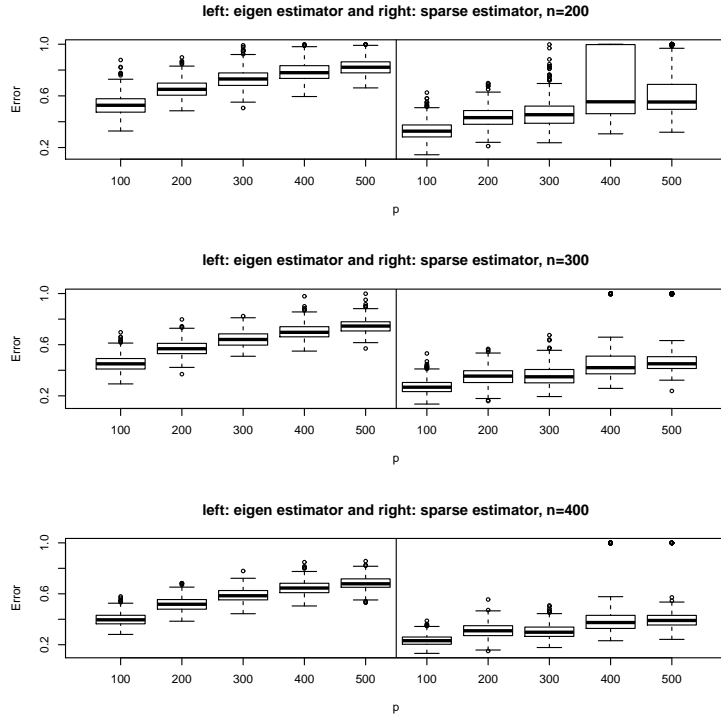 left: eigen estimator and right: sparse estimator, n=200
Error
1.0
0.6
0.2
100 200 300 400 500 100 200 300 400 500
p
left: eigen estimator and right: sparse estimator, n=300
Error
1.0
0.6
0.2
100 200 300 400 500 100 200 300 400 500
p
left: eigen estimator and right: sparse estimator, n=400
Error
1.0
0.6
0.2
100 200 300 400 500 100 200 300 400 500
p